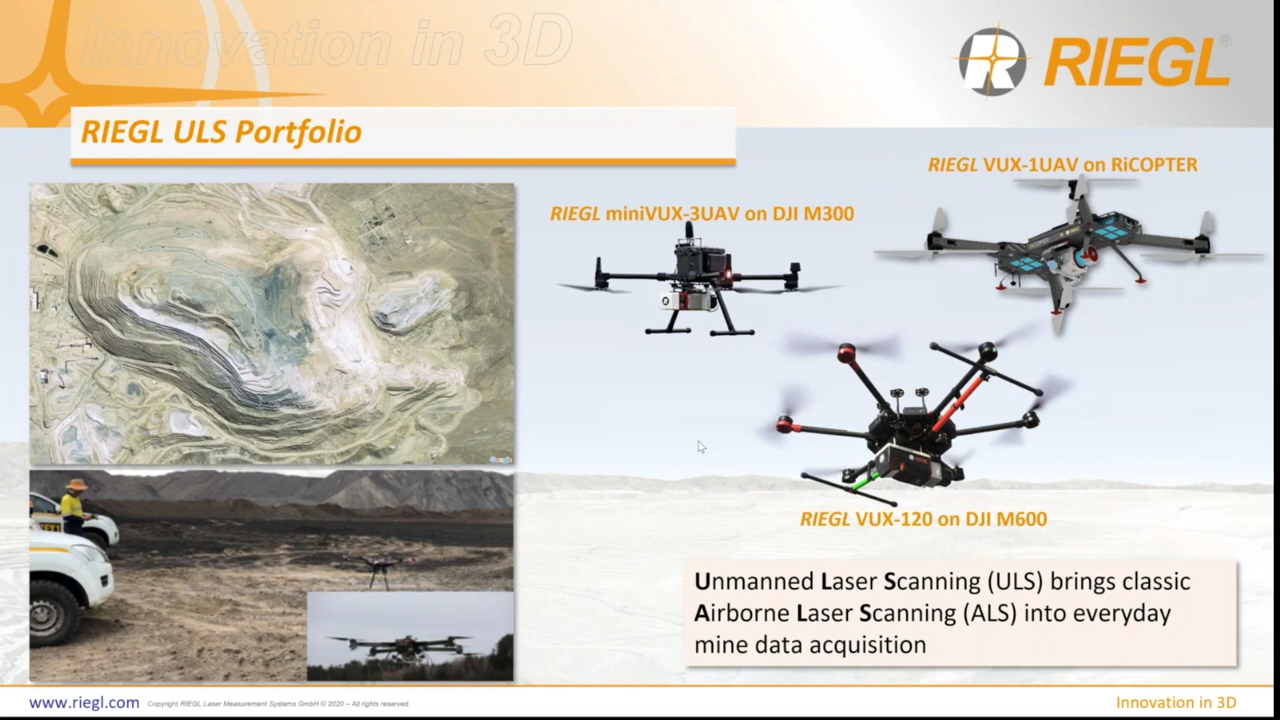 Innovation in 3D
RIEGL®
RIEGL ULS Portfolio
RIEGL VUX-1UAV on RiCOPTER
RIEGL miniVUX-3UAV on DJI M300
RIEGL VUX-120 on DJI M600
Unmanned Laser Scanning (ULS) brings classic
Airborne Laser Scanning (ALS) into everyday
mine data acquisition
www.riegl.com Copyright RIEGL Laser Measurement Systems GmbH © 2020 – All rights reserved.
Innovation in 3D